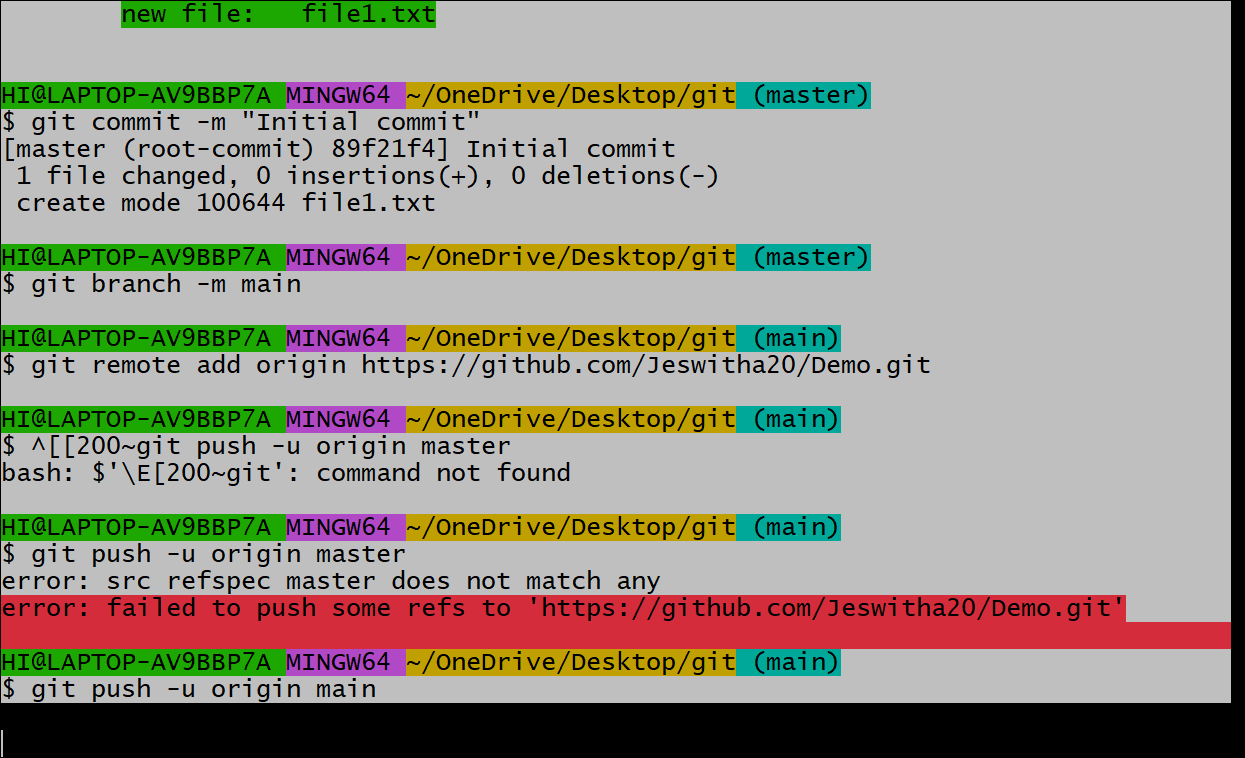 new file:   file1.txt
HI@LAPTOP-AV9BBP7A MINGW64 ~/OneDrive/Desktop/git (master)
$ git commit -m "Initial commit"
[master (root-commit) 89f21f4] Initial commit
 1 file changed, 0 insertions(+), 0 deletions(-)
 create mode 100644 file1.txt
HI@LAPTOP-AV9BBP7A MINGW64 ~/OneDrive/Desktop/git (master)
$ git branch -m main
HI@LAPTOP-AV9BBP7A MINGW64 ~/OneDrive/Desktop/git (main)
$ git remote add origin https://github.com/Jeswitha20/Demo.git
HI@LAPTOP-AV9BBP7A MINGW64 ~/OneDrive/Desktop/git (main)
$ ^[[200~git push -u origin master
bash: $'\E[200~git': command not found
HI@LAPTOP-AV9BBP7A MINGW64 ~/OneDrive/Desktop/git (main)
$ git push -u origin master
error: src refspec master does not match any
error: failed to push some refs to 'https://github.com/Jeswitha20/Demo.git'
HI@LAPTOP-AV9BBP7A MINGW64 ~/OneDrive/Desktop/git (main)
$ git push -u origin main